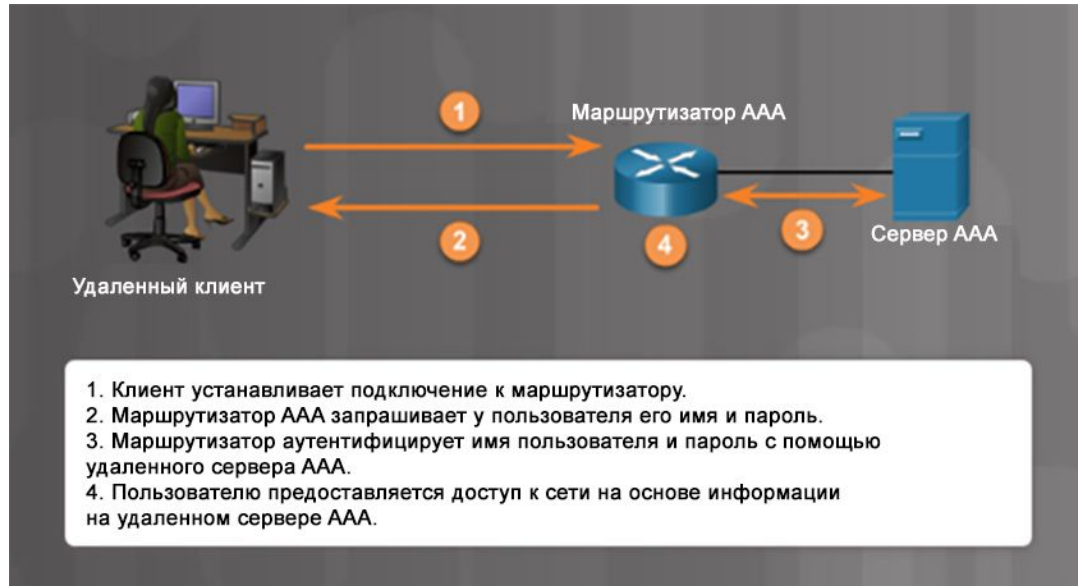 1
Маршрутизатор ААА
2
4
3
Сервер ААА
Удаленный клиент
1. Клиент устанавливает подключение к маршрутизатору.
2. Маршрутизатор ААА запрашивает у пользователя его имя и пароль.
3. Маршрутизатор аутентифицирует имя пользователя и пароль с помощью
удаленного сервера ААА.
4. Пользователю предоставляется доступ к сети на основе информации
на удаленном сервере ААА.